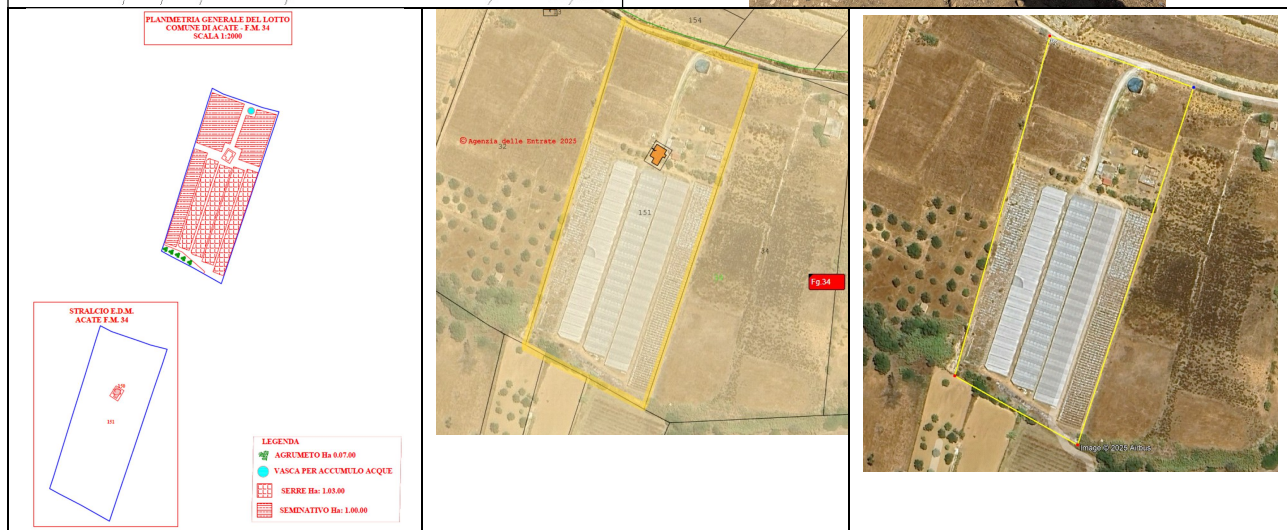 PLANIMETRIA GENERALE DEL LOTTO
COMUNE DI ACATE - F.M. 34
SCALA 1:2000
STRALCIO E.D.M.
ACATE F.M. 34
151
LEGENDA
AGRUMETO Ha 0.07.00
VASCA PER ACCUMULO ACQUE
SERRE Ha: 1.03.00
SEMINATIVO Ha: 1.00.00
154
© Agenzia delle Entrate 2025
32
151
34
Fg.34
Image © 2025 Airbus